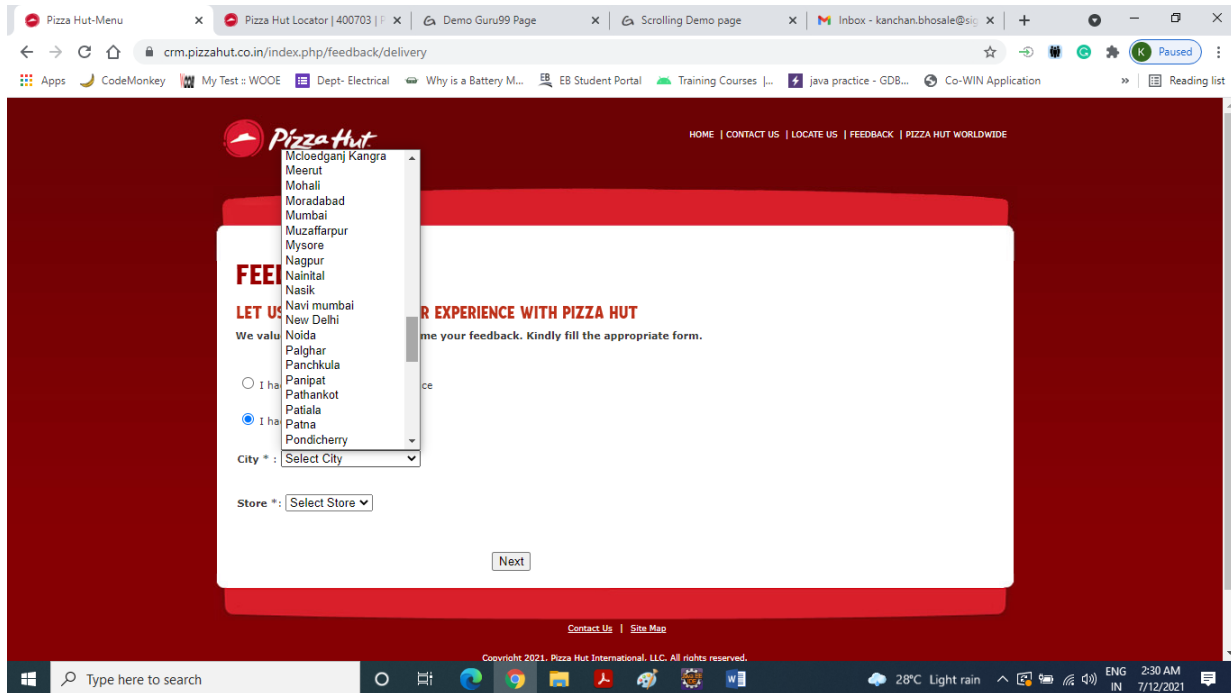 Pizza Hut-Menu
Pizza Hut Locator | 400703 | P
Demo Guru99 Page
Scrolling Demo page
Inbox - kanchan.bhosale@sig
crm.pizzahut.co.in/index.php/feedback/delivery
K Paused
Apps
CodeMonkey
My Test :: WOOE
Dept- Electrical
Why is a Battery M...
EB Student Portal
Training Courses |...
java practice - GDB...
Co-WIN Application
»
Reading list
Pizza Hut
HOME | CONTACT US | LOCATE US | FEEDBACK | PIZZA HUT WORLDWIDE
Mcloedganj Kangra
Meerut
Mohali
Moradabad
Mumbai
Muzaffarpur
Mysore
Nagpur
Nainital
Nasik
Navi mumbai
New Delhi
Noida
Palghar
Panchkula
Panipat
Pathankot
Patiala
Patna
Pondicherry
FEE
LET US R EXPERIENCE WITH PIZZA HUT
We valu me your feedback. Kindly fill the appropriate form.
I ha ce
I ha
City * : Select City
Store *: Select Store
Next
Contact Us | Site Map
Copyright 2021. Pizza Hut International, LLC. All rights reserved.
Type here to search
28°C Light rain
ENG
IN
2:30 AM
7/12/2021